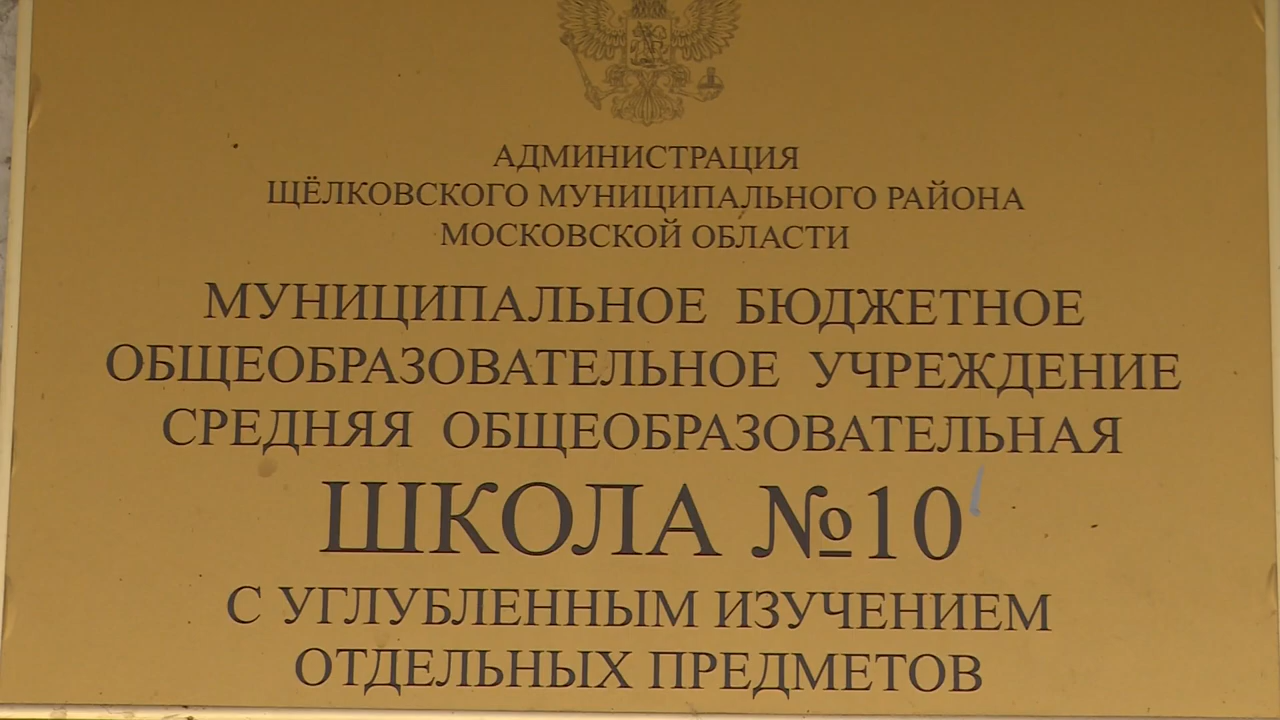 АДМИНИСТРАЦИЯ
ЩЁЛКОВСКОГО МУНИЦИПАЛЬНОГО РАЙОНА
МОСКОВСКОЙ ОБЛАСТИ
МУНИЦИПАЛЬНОЕ БЮДЖЕТНОЕ
ОБЩЕОБРАЗОВАТЕЛЬНОЕ УЧРЕЖДЕНИЕ
СРЕДНЯЯ ОБЩЕОБРАЗОВАТЕЛЬНАЯ
ШКОЛА №10
С УГЛУБЛЕННЫМ ИЗУЧЕНИЕМ
ОТДЕЛЬНЫХ ПРЕДМЕТОВ